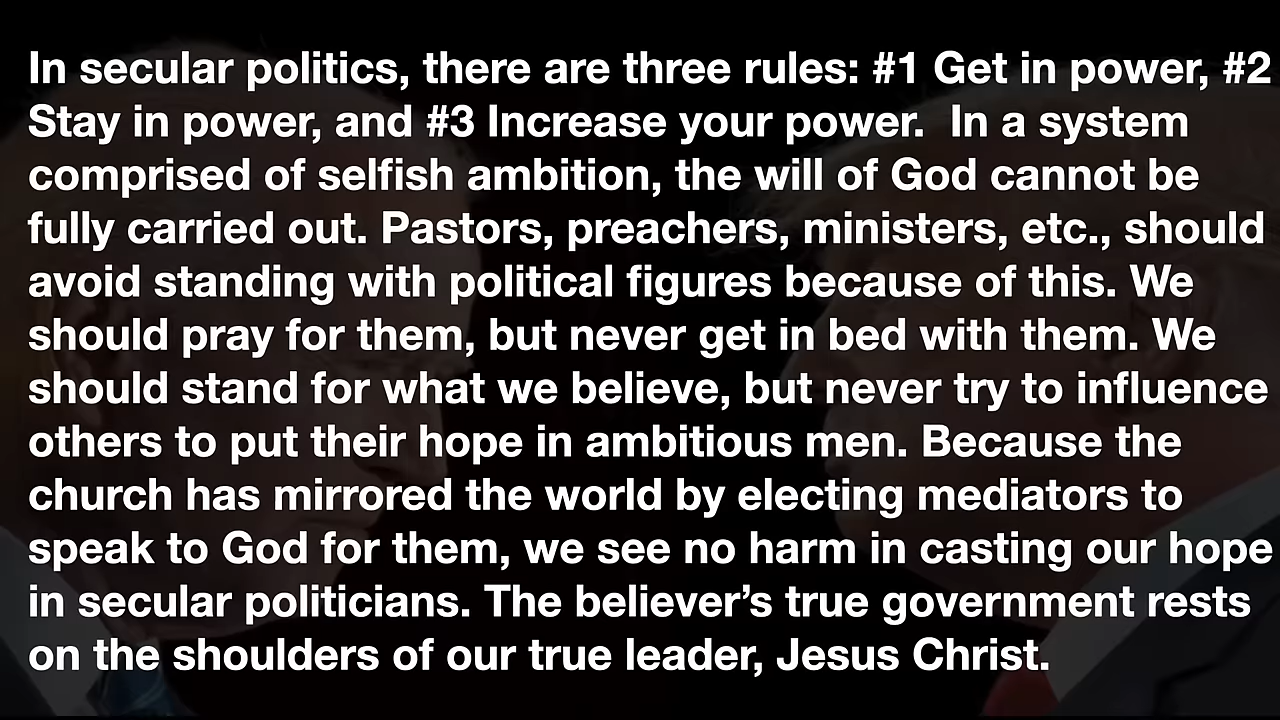 In secular politics, there are three rules: #1 Get in power, #2
Stay in power, and #3 Increase your power.  In a system
comprised of selfish ambition, the will of God cannot be
fully carried out. Pastors, preachers, ministers, etc., should
avoid standing with political figures because of this. We
should pray for them, but never get in bed with them. We
should stand for what we believe, but never try to influence
others to put their hope in ambitious men. Because the
church has mirrored the world by electing mediators to
speak to God for them, we see no harm in casting our hope
in secular politicians. The believer’s true government rests
on the shoulders of our true leader, Jesus Christ.